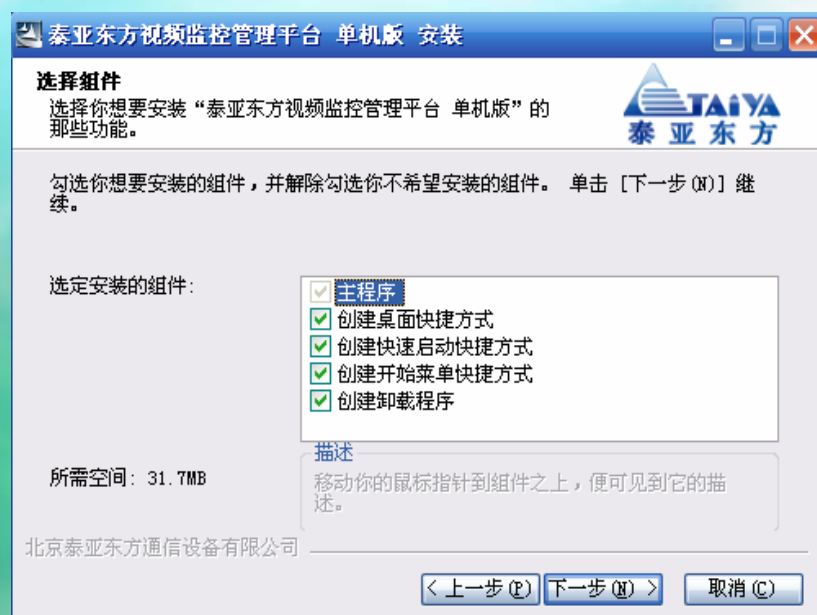 泰亚东方视频监控管理平台 单机版 安装
选择组件
选择你想要安装“泰亚东方视频监控管理平台 单机版”的
那些功能。
TAIYA
泰亚东方
勾选你想要安装的组件，并解除勾选你不希望安装的组件。 单击 [下一步(N)] 继
续。
选定安装的组件:
主程序
创建桌面快捷方式
创建快速启动快捷方式
创建开始菜单快捷方式
创建卸载程序
所需空间: 31.7MB
描述
移动你的鼠标指针到组件之上，便可见到它的描
述。
北京泰亚东方通信设备有限公司
< 上一步(P) 下一步(N) > 取消(C)